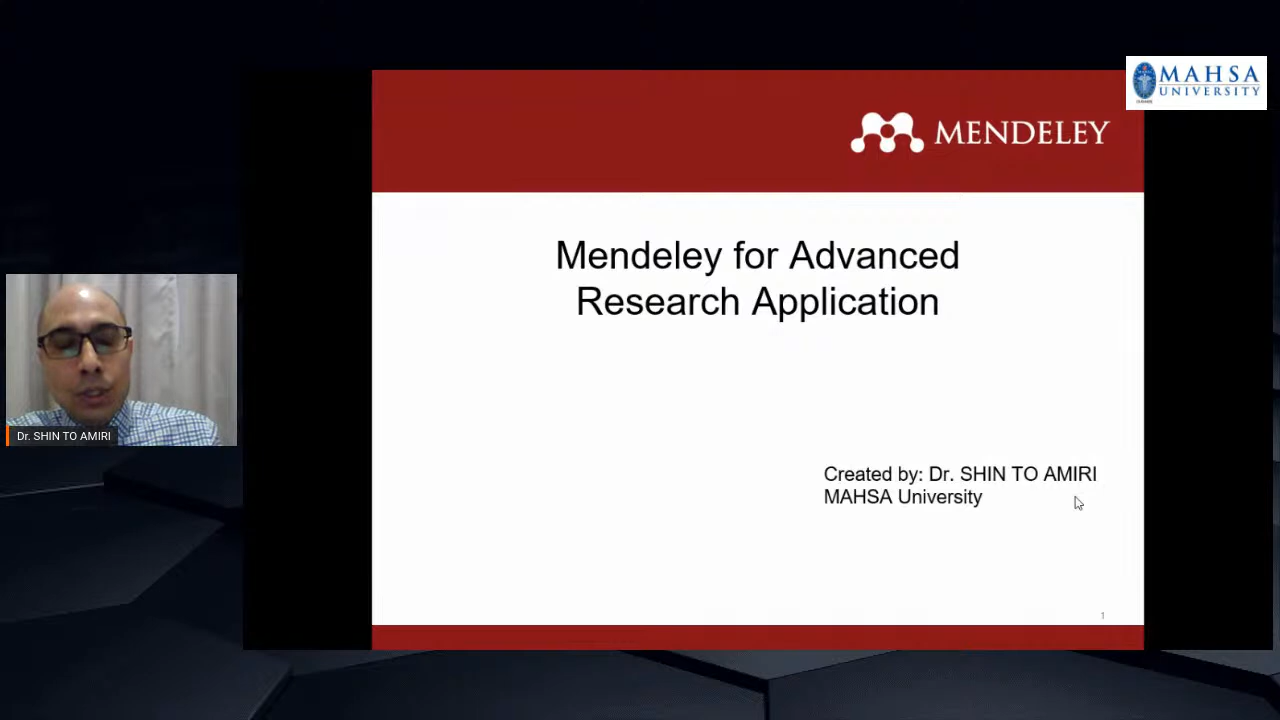 MAHSA
UNIVERSITY
MENDELEY
Mendeley for Advanced
Research Application
Dr. SHIN TO AMIRI
Created by: Dr. SHIN TO AMIRI
MAHSA University
1